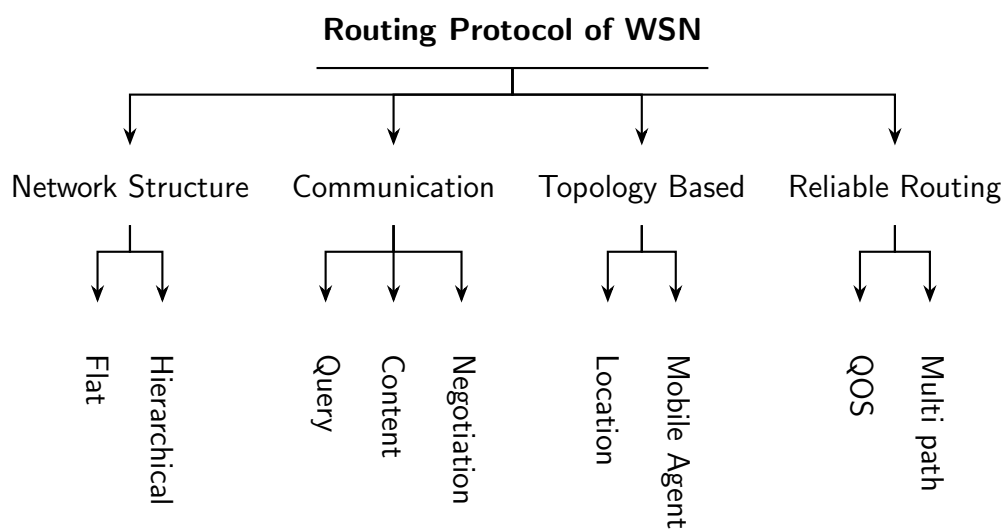 Routing Protocol of WSN
Network Structure
Communication
Topology Based
Reliable Routing
Flat
Hierarchical
Query
Content
Negotiation
Location
Mobile Agent
QOS
Multi path